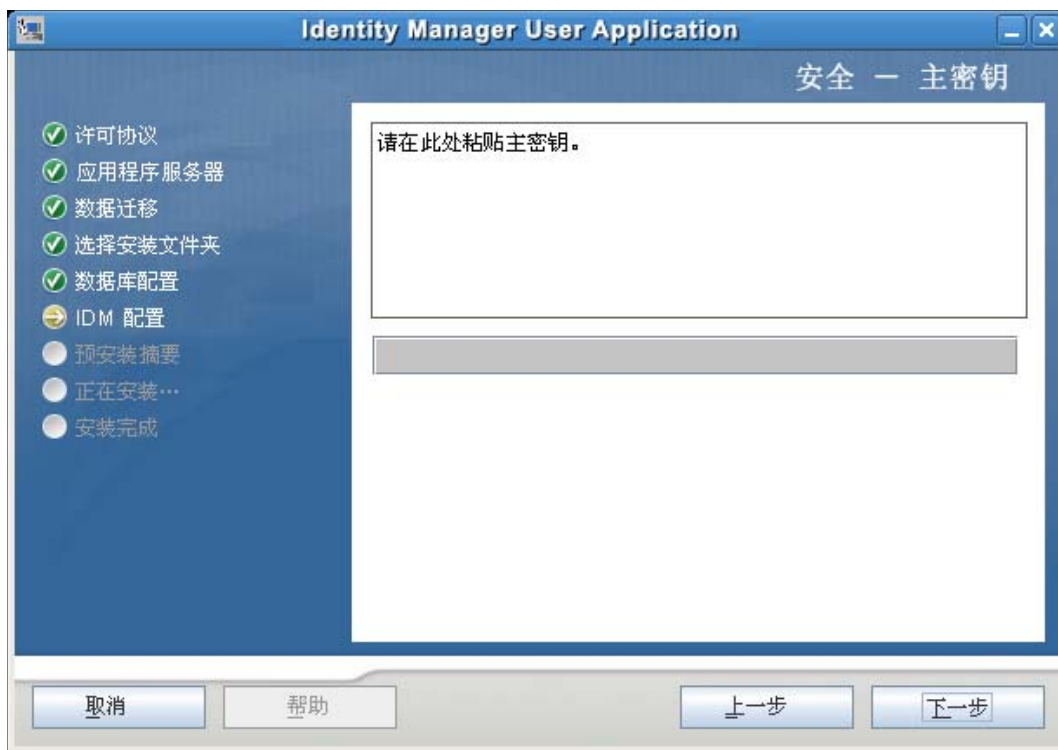 Identity Manager User Application
安全 － 主密钥
许可协议
应用程序服务器
数据迁移
选择安装文件夹
数据库配置
IDM 配置
预安装摘要
正在安装…
安装完成
请在此处粘贴主密钥。
取消
帮助
上一步
下一步